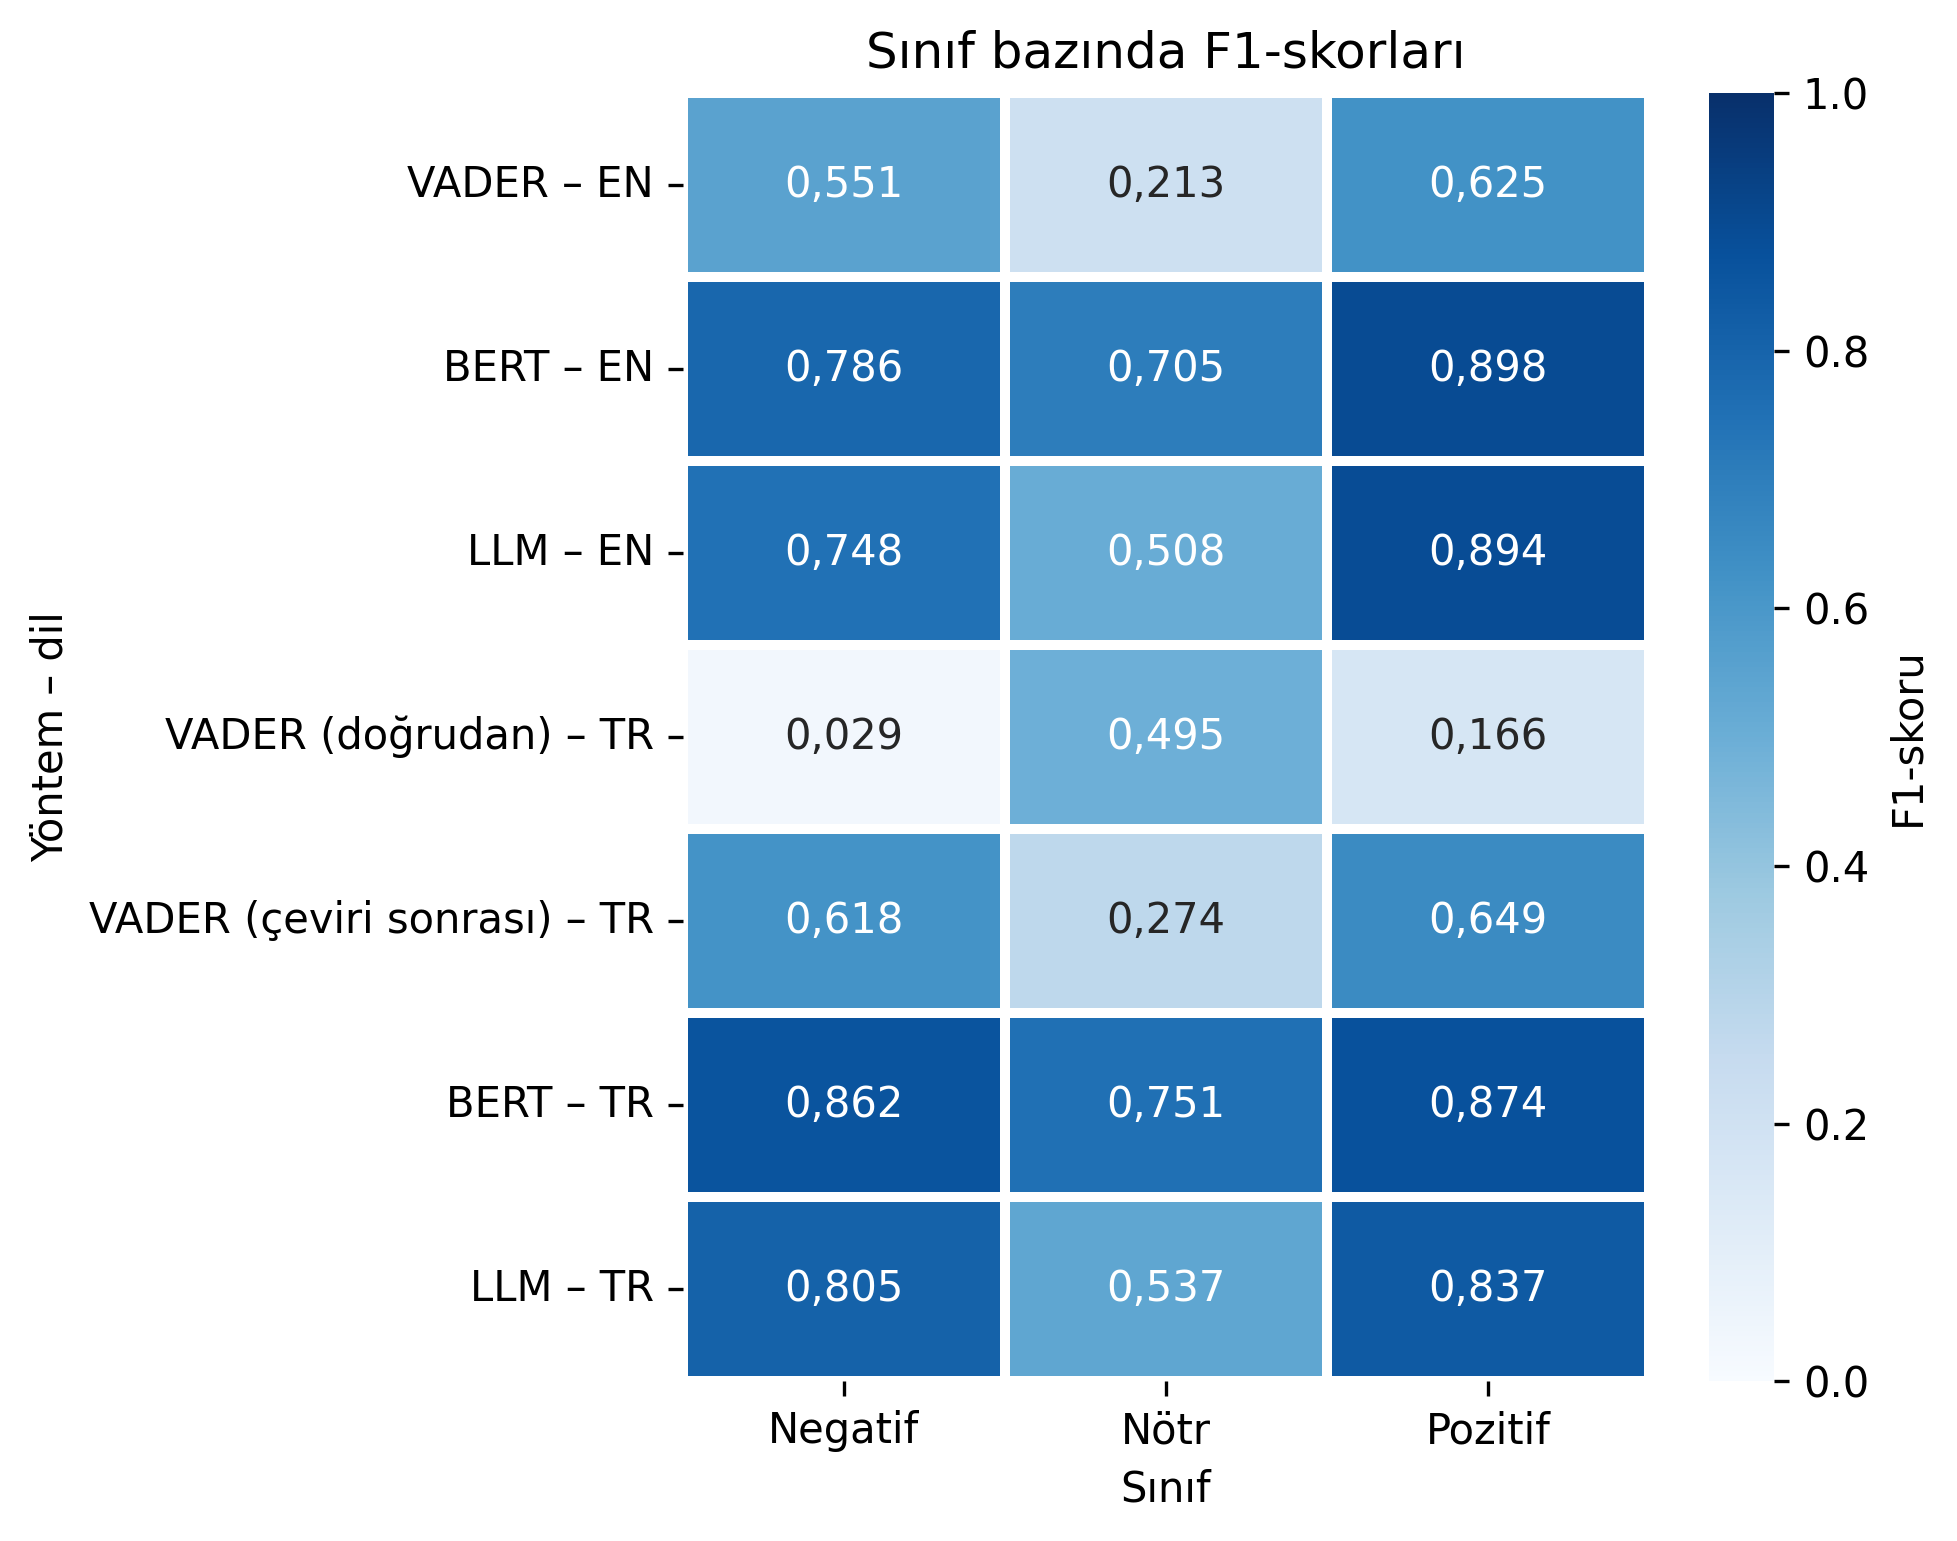 Sınıf bazında F1-skorları
VADER – EN 0,551 0,213 0,625
BERT – EN 0,786 0,705 0,898
LLM – EN 0,748 0,508 0,894
VADER (doğrudan) – TR 0,029 0,495 0,166
VADER (çeviri sonrası) – TR 0,618 0,274 0,649
BERT – TR 0,862 0,751 0,874
LLM – TR 0,805 0,537 0,837
Negatif Nötr Pozitif
Sınıf
Yöntem – dil
1.0
0.8
0.6
0.4
0.2
0.0
F1-skoru